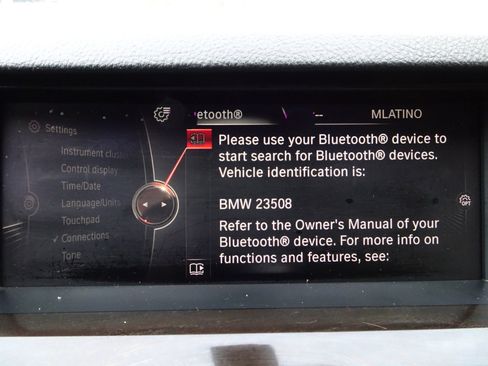 etooth®
--
MLATINO
Settings
Instrument clus
Control display
Time/Date
Language/Units
Touchpad
✓ Connections
Tone
Please use your Bluetooth® device to
start search for Bluetooth® devices.
Vehicle identification is:
BMW 23508
Refer to the Owner's Manual of your
Bluetooth® device. For more info on
functions and features, see:
OPT